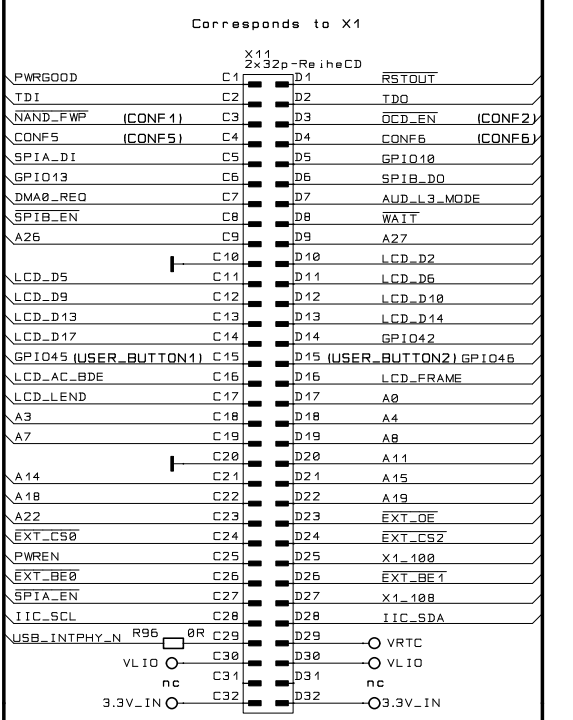 Corresponds to X1
X11
2x32p-ReiheCD
PWRGOOD C1 D1 RSTOUT
TDI C2 D2 TDO
NAND_FWP (CONF1) C3 D3 OCD_EN (CONF2)
CONF5 (CONF5) C4 D4 CONF6 (CONF6)
SPIA_DI C5 D5 GPIO10
GPIO13 C6 D6 SPIB_DO
DMA0_REQ C7 D7 AUD_L3_MODE
SPIB_EN C8 D8 WAIT
A26 C9 D9 A27
C10 D10 LCD_D2
LCD_D5 C11 D11 LCD_D6
LCD_D9 C12 D12 LCD_D10
LCD_D13 C13 D13 LCD_D14
LCD_D17 C14 D14 GPIO42
GPIO45 (USER_BUTTON1) C15 D15 (USER_BUTTON2) GPIO46
LCD_AC_BDE C16 D16 LCD_FRAME
LCD_LEND C17 D17 A0
A3 C18 D18 A4
A7 C19 D19 A8
C20 D20 A11
A14 C21 D21 A15
A18 C22 D22 A19
A22 C23 D23 EXT_OE
EXT_CS0 C24 D24 EXT_CS2
PWREN C25 D25 X1_100
EXT_BE0 C26 D26 EXT_BE1
SPIA_EN C27 D27 X1_108
IIC_SCL C28 D28 IIC_SDA
USB_INTPHY_N R96 0R C29 D29 VRTC
VLIO C30 D30 VLIO
nc C31 D31 nc
3.3V_IN C32 D32 3.3V_IN